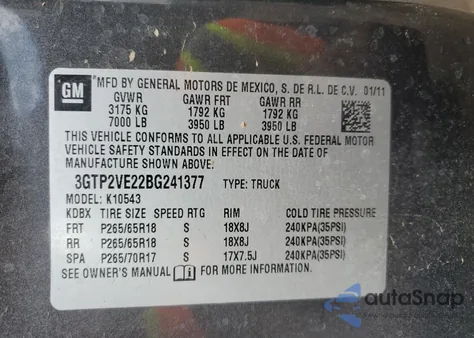 GM
MFD BY GENERAL MOTORS DE MEXICO, S. DE R.L. DE C.V. 01/11
GVWR GAWR FRT GAWR RR
3175 KG 1792 KG 1792 KG
7000 LB 3950 LB 3950 LB
THIS VEHICLE CONFORMS TO ALL APPLICABLE U.S. FEDERAL MOTOR
VEHICLE SAFETY STANDARDS IN EFFECT ON THE DATE OF
MANUFACTURE SHOWN ABOVE.
3GTP2VE22BG241377 TYPE: TRUCK
MODEL: K10543
KDBX TIRE SIZE SPEED RTG RIM COLD TIRE PRESSURE
FRT P265/65R18 S 18X8J 240KPA(35PSI)
RR P265/65R18 S 18X8J 240KPA(35PSI)
SPA P265/70R17 S 17X7.5J 240KPA(35PSI)
SEE OWNER'S MANUAL FOR MORE INFORMATION.
autoSnap